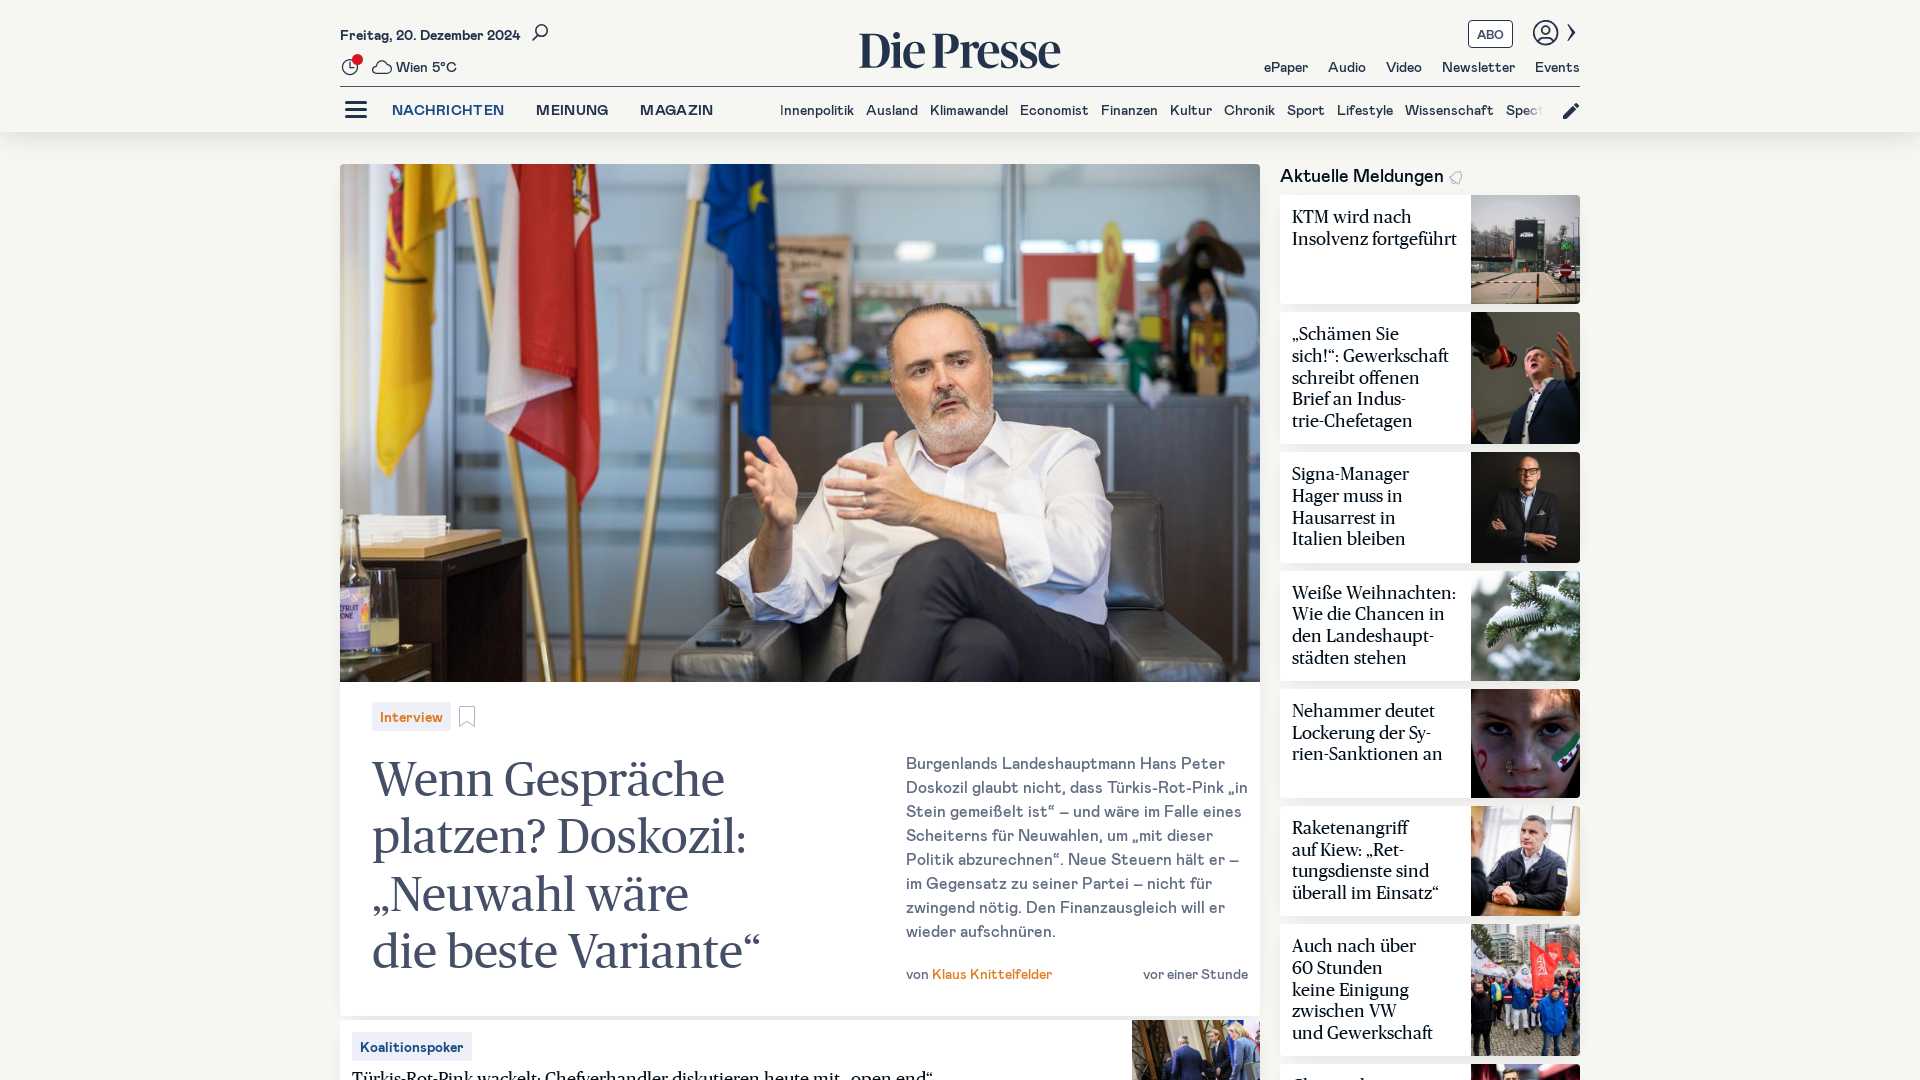 Freitag, 20. Dezember 2024
Wien 5°C
Die Presse
ABO
ePaper Audio Video Newsletter Events
NACHRICHTEN MEINUNG MAGAZIN
Innenpolitik Ausland Klimawandel Economist Finanzen Kultur Chronik Sport Lifestyle Wissenschaft Spect
Interview
Wenn Gespräche
platzen? Doskozil:
„Neuwahl wäre
die beste Variante“
Burgenlands Landeshauptmann Hans Peter
Doskozil glaubt nicht, dass Türkis-Rot-Pink „in
Stein gemeißelt ist“ – und wäre im Falle eines
Scheiterns für Neuwahlen, um „mit dieser
Politik abzurechnen“. Neue Steuern hält er –
im Gegensatz zu seiner Partei – nicht für
zwingend nötig. Den Finanzausgleich will er
wieder aufschnüren.
von Klaus Knittelfelder
vor einer Stunde
Koalitionspoker
Türkis-Rot-Pink wackelt: Chefverhandler diskutieren heute mit „open end“
Aktuelle Meldungen
KTM wird nach
Insolvenz fortgeführt
„Schämen Sie
sich!“: Gewerkschaft
schreibt offenen
Brief an Indus-
trie-Chefetagen
Signa-Manager
Hager muss in
Hausarrest in
Italien bleiben
Weiße Weihnachten:
Wie die Chancen in
den Landeshaupt-
städten stehen
Nehammer deutet
Lockerung der Sy-
rien-Sanktionen an
Raketenangriff
auf Kiew: „Ret-
tungsdienste sind
überall im Einsatz“
Auch nach über
60 Stunden
keine Einigung
zwischen VW
und Gewerkschaft